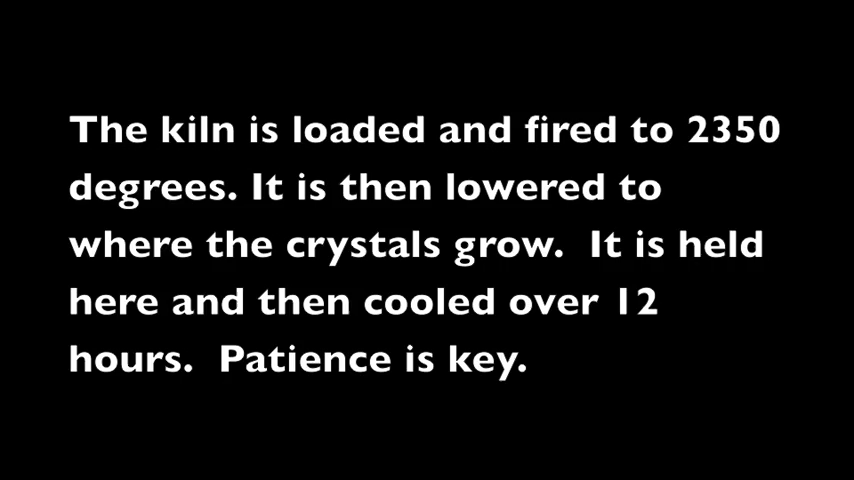 The kiln is loaded and fired to 2350
degrees. It is then lowered to
where the crystals grow.  It is held
here and then cooled over 12
hours.  Patience is key.